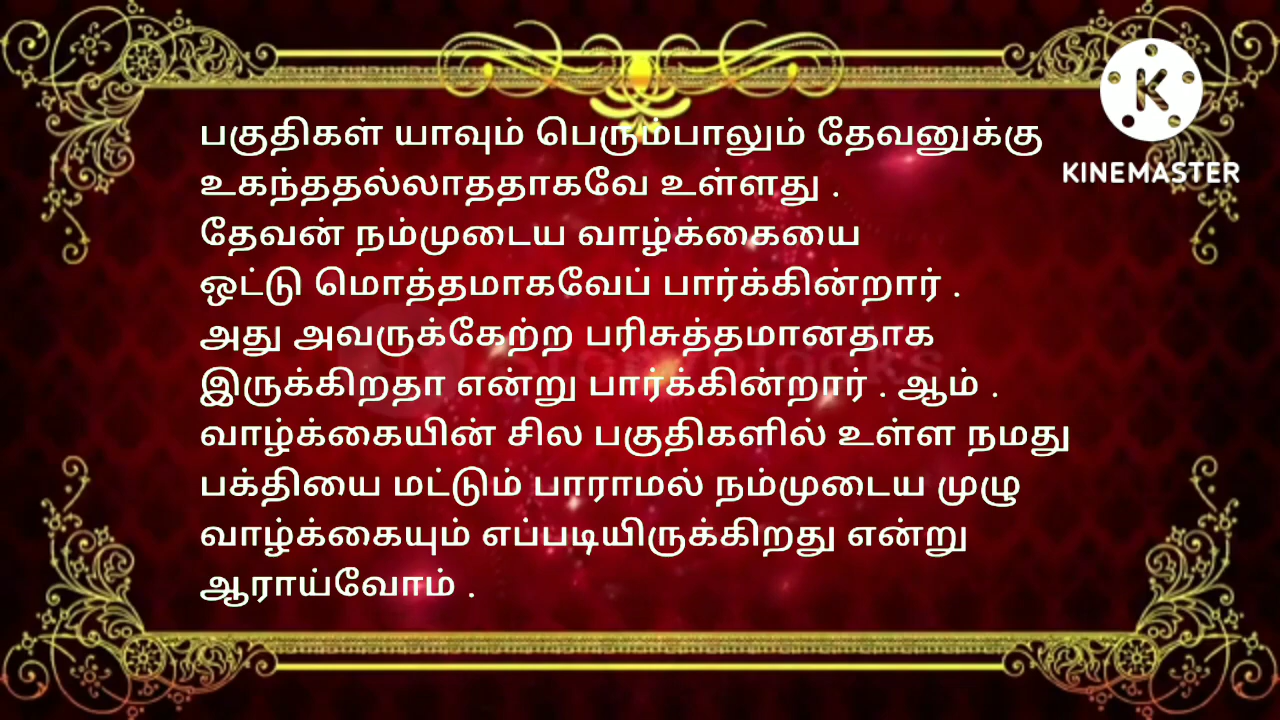 பகுதிகள் யாவும் பெரும்பாலும் தேவனுக்கு
உகந்ததல்லாததாகவே உள்ளது .
தேவன் நம்முடைய வாழ்க்கையை
ஒட்டு மொத்தமாகவேப் பார்க்கின்றார் .
அது அவருக்கேற்ற பரிசுத்தமானதாக
இருக்கிறதா என்று பார்க்கின்றார் . ஆம் .
வாழ்க்கையின் சில பகுதிகளில் உள்ள நமது
பக்தியை மட்டும் பாராமல் நம்முடைய முழு
வாழ்க்கையும் எப்படியிருக்கிறது என்று
ஆராய்வோம் .
K
KINEMASTER